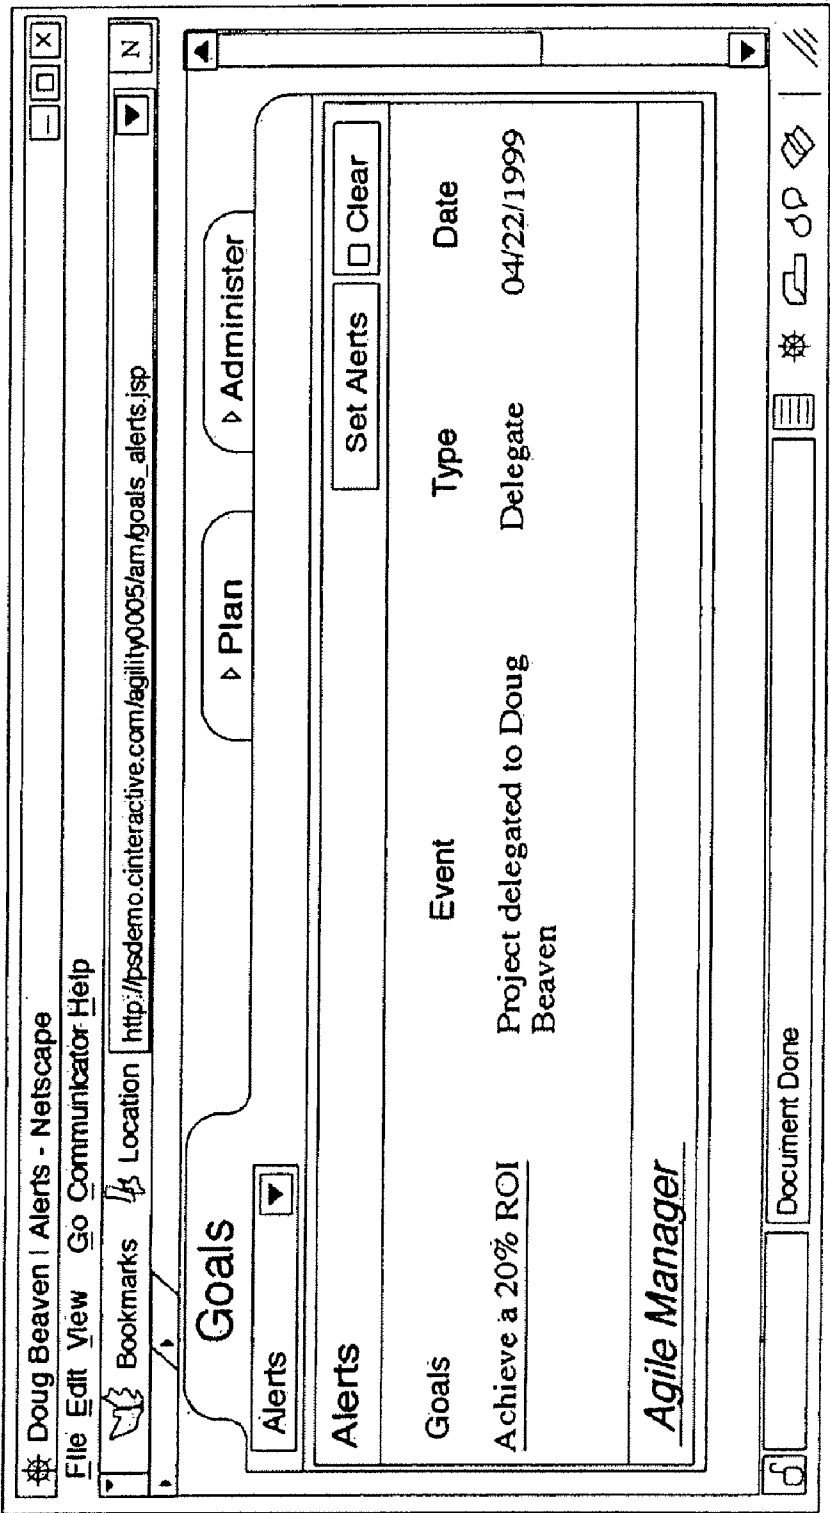 Doug Beaven | Alerts - Netscape
File Edit View Go Communicator Help
Bookmarks Location http://psdemo.cinteractive.com/agility0005/am/goals_alerts.jsp N
Goals Plan Administer
Alerts
Alerts Set Alerts Clear
Goals Event Type Date
Achieve a 20% ROI Project delegated to Doug Delegate 04/22/1999
Beaven
Agile Manager
Document Done